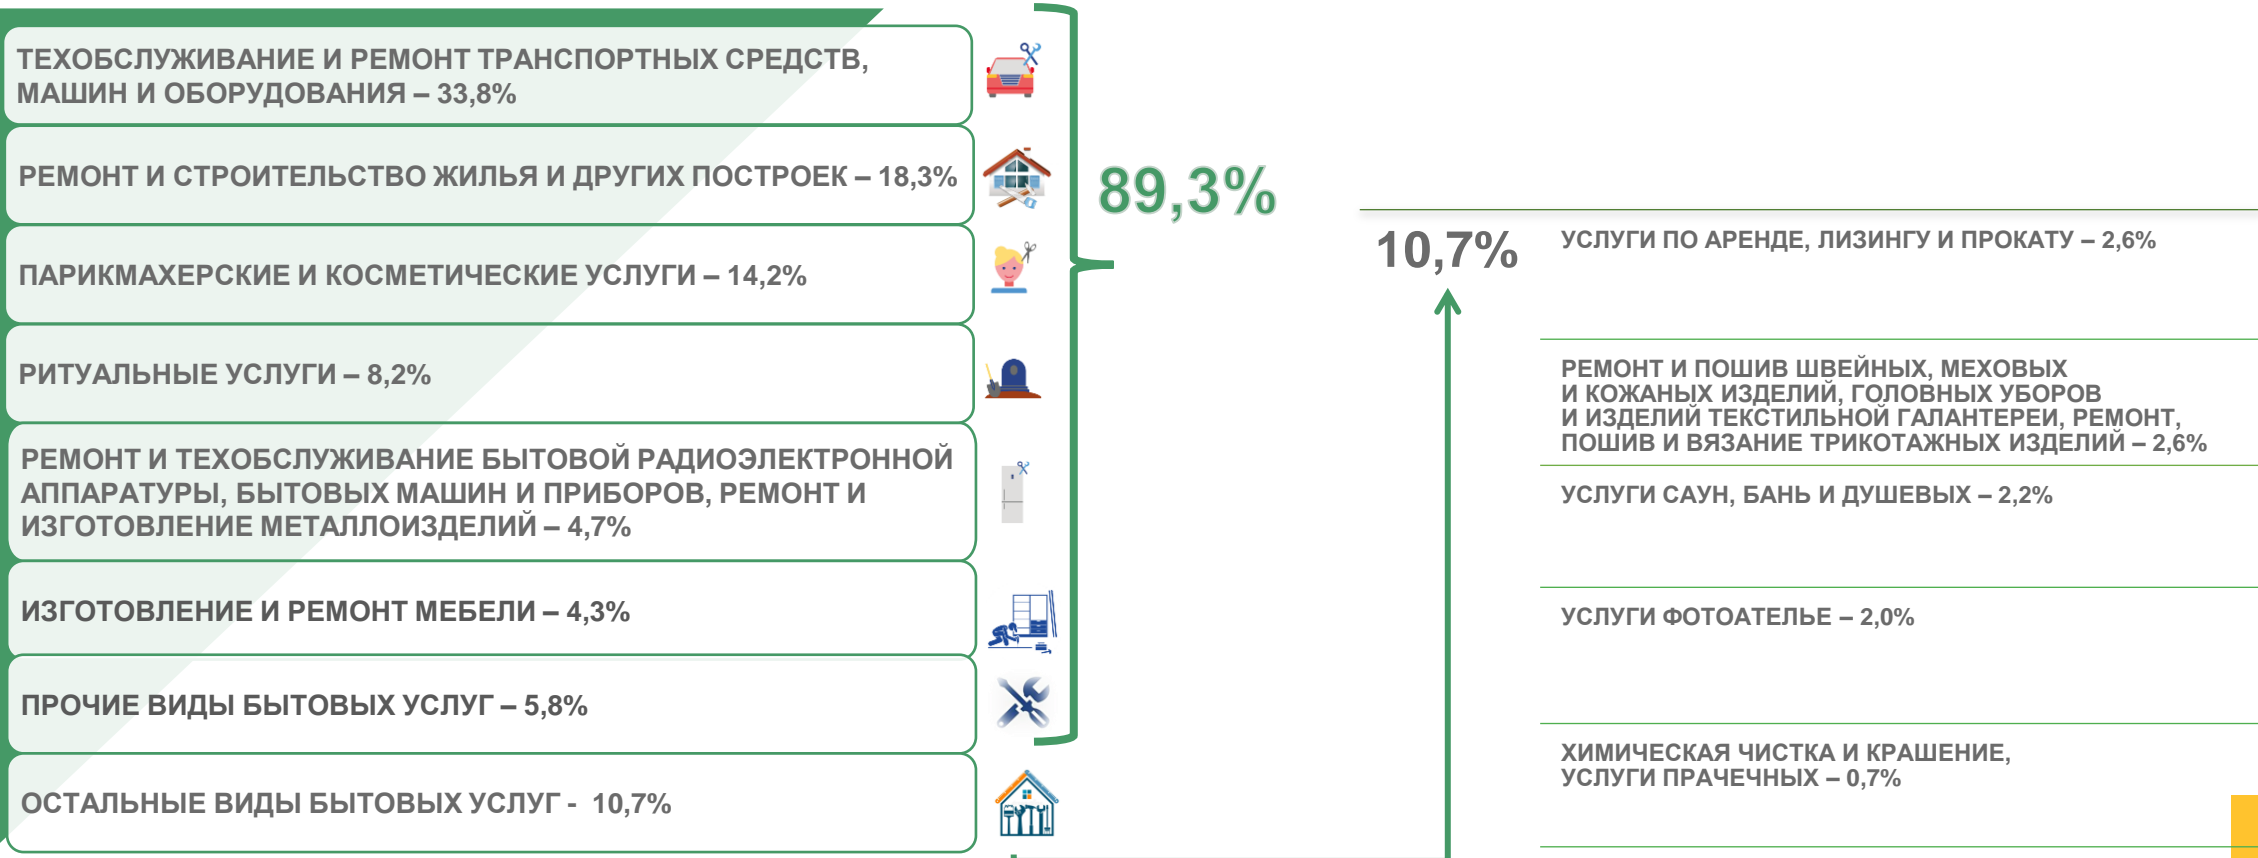 ТЕХОБСЛУЖИВАНИЕ И РЕМОНТ ТРАНСПОРТНЫХ СРЕДСТВ,
МАШИН И ОБОРУДОВАНИЯ – 33,8%
РЕМОНТ И СТРОИТЕЛЬСТВО ЖИЛЬЯ И ДРУГИХ ПОСТРОЕК – 18,3%
ПАРИКМАХЕРСКИЕ И КОСМЕТИЧЕСКИЕ УСЛУГИ – 14,2%
РИТУАЛЬНЫЕ УСЛУГИ – 8,2%
РЕМОНТ И ТЕХОБСЛУЖИВАНИЕ БЫТОВОЙ РАДИОЭЛЕКТРОННОЙ
АППАРАТУРЫ, БЫТОВЫХ МАШИН И ПРИБОРОВ, РЕМОНТ И
ИЗГОТОВЛЕНИЕ МЕТАЛЛОИЗДЕЛИЙ – 4,7%
ИЗГОТОВЛЕНИЕ И РЕМОНТ МЕБЕЛИ – 4,3%
ПРОЧИЕ ВИДЫ БЫТОВЫХ УСЛУГ – 5,8%
ОСТАЛЬНЫЕ ВИДЫ БЫТОВЫХ УСЛУГ - 10,7%
89,3%
10,7%
УСЛУГИ ПО АРЕНДЕ, ЛИЗИНГУ И ПРОКАТУ – 2,6%
РЕМОНТ И ПОШИВ ШВЕЙНЫХ, МЕХОВЫХ
И КОЖАНЫХ ИЗДЕЛИЙ, ГОЛОВНЫХ УБОРОВ
И ИЗДЕЛИЙ ТЕКСТИЛЬНОЙ ГАЛАНТЕРЕИ, РЕМОНТ,
ПОШИВ И ВЯЗАНИЕ ТРИКОТАЖНЫХ ИЗДЕЛИЙ – 2,6%
УСЛУГИ САУН, БАНЬ И ДУШЕВЫХ – 2,2%
УСЛУГИ ФОТОАТЕЛЬЕ – 2,0%
ХИМИЧЕСКАЯ ЧИСТКА И КРАШЕНИЕ,
УСЛУГИ ПРАЧЕЧНЫХ – 0,7%